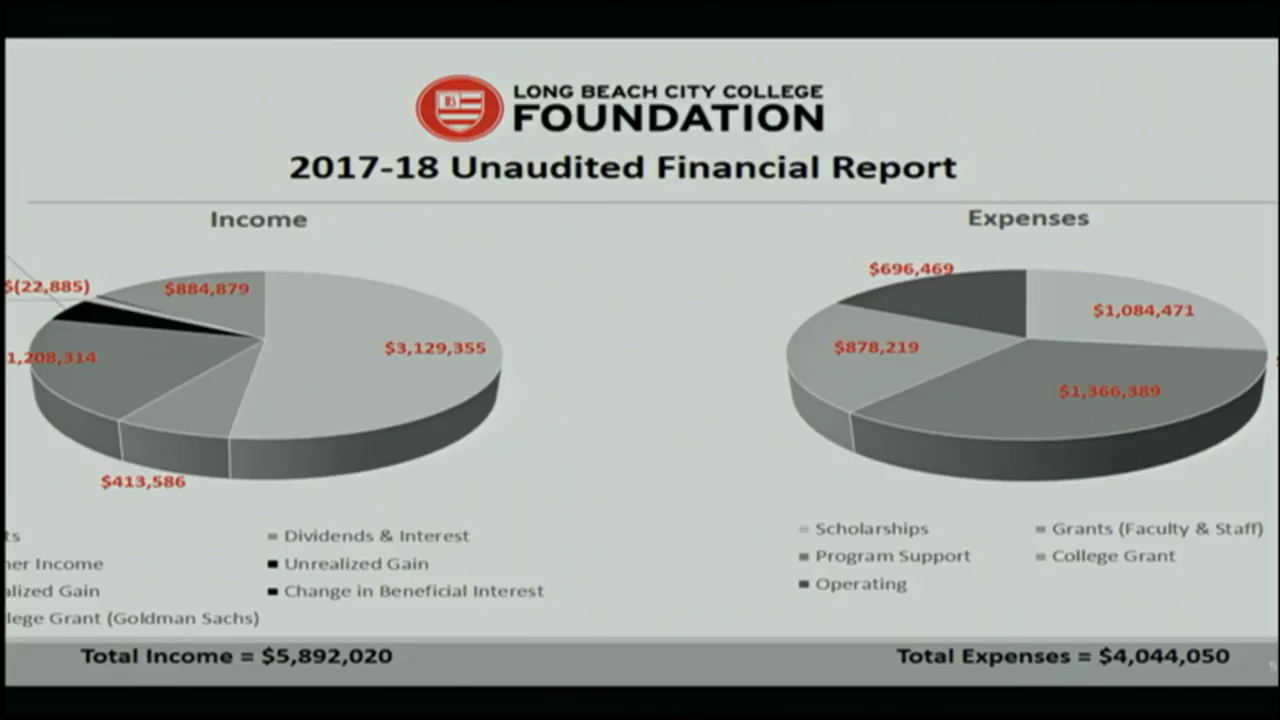 LONG BEACH CITY COLLEGE
FOUNDATION
2017-18 Unaudited Financial Report
Income
$(22,885)
$884,879
$3,129,355
1,208,314
$413,586
ts
Dividends & Interest
her Income
Unrealized Gain
alized Gain
Change in Beneficial Interest
lege Grant (Goldman Sachs)
Total Income = $5,892,020
Expenses
$696,469
$1,084,471
$878,219
$1,366,389
Scholarships
Grants (Faculty & Staff)
Program Support
College Grant
Operating
Total Expenses = $4,044,050